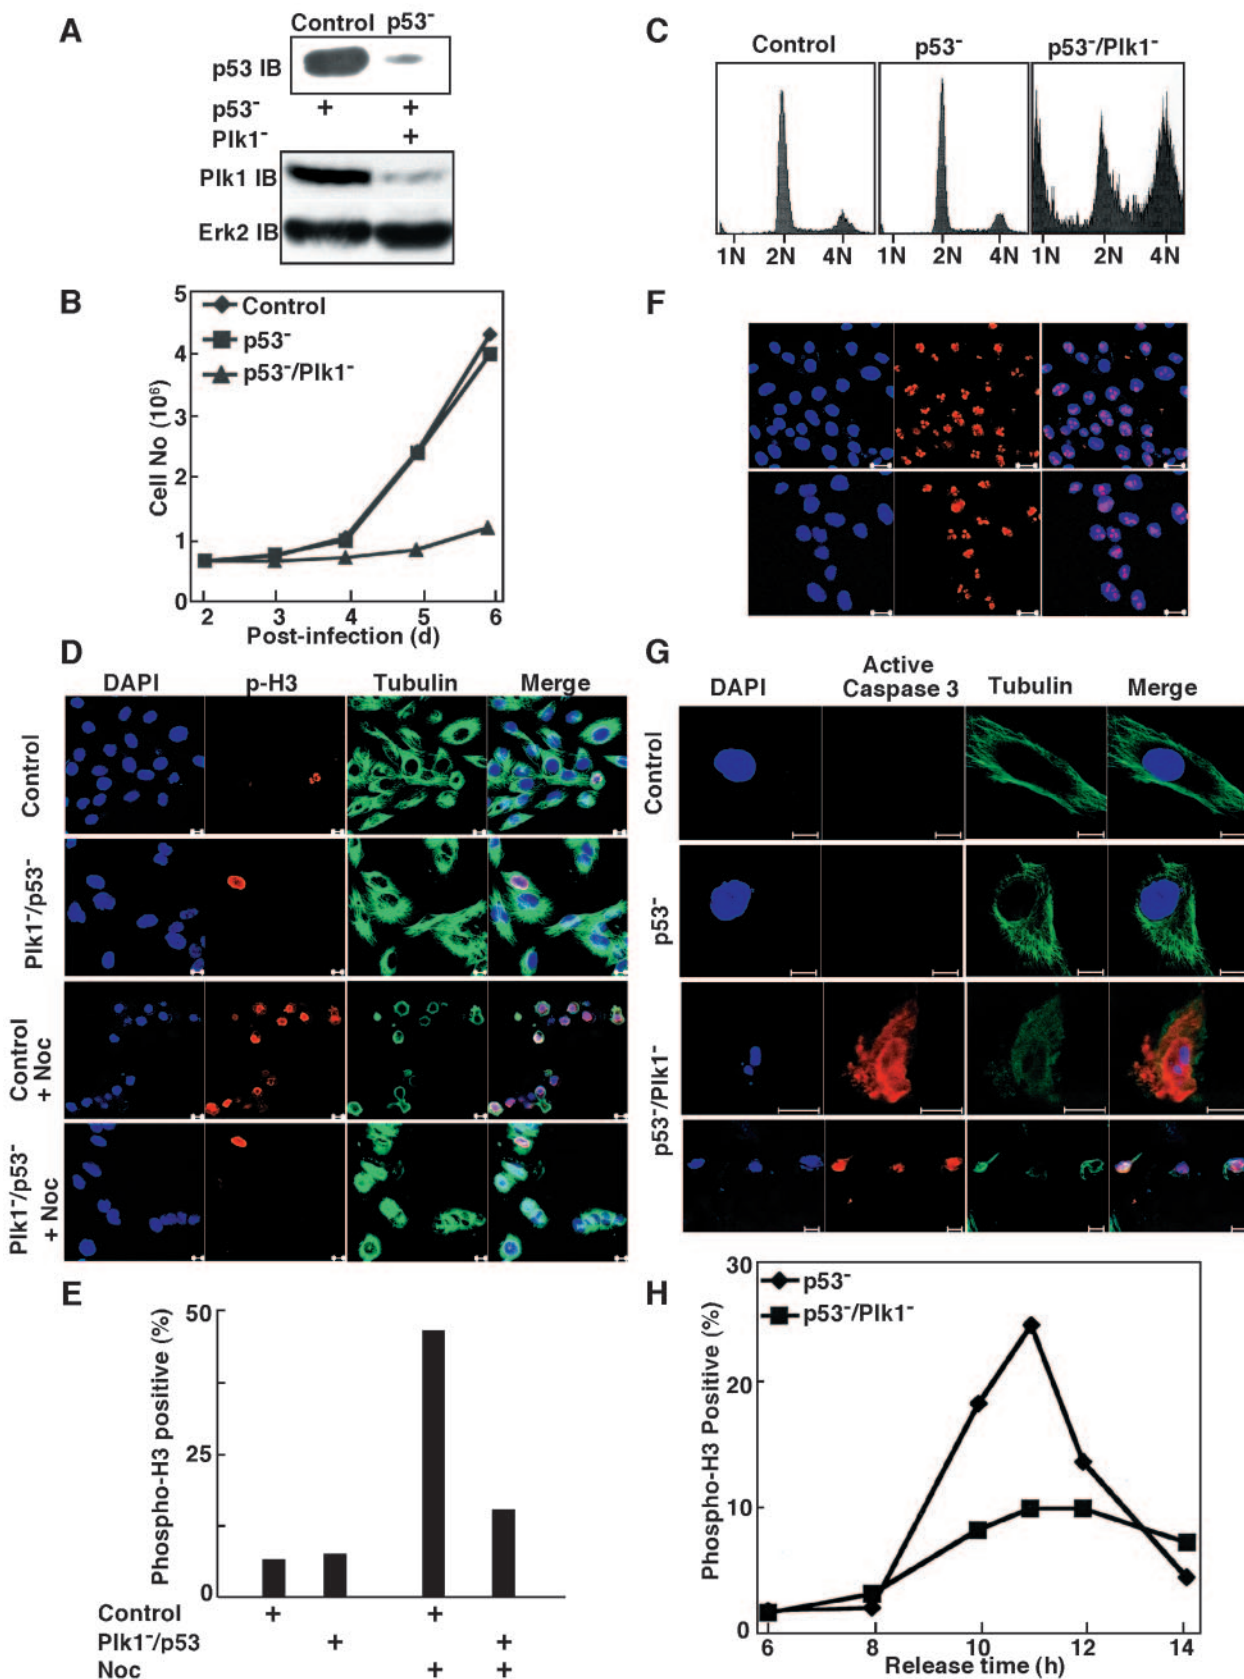 A
Control p53⁻
p53 IB
p53⁻ + +
Plk1⁻ +
Plk1 IB
Erk2 IB
B
5
4
3
2
1
0
Cell No (10⁶)
Control
p53⁻
p53⁻/Plk1⁻
2 3 4 5 6
Post-infection (d)
C
Control p53⁻ p53⁻/Plk1⁻
1N 2N 4N 1N 2N 4N 1N 2N 4N
F
D
DAPI p-H3 Tubulin Merge
Control
Plk1⁻/p53⁻
Control
+ Noc
Plk1⁻/p53⁻
+ Noc
G
DAPI Active Caspase 3 Tubulin Merge
Control
p53⁻
p53⁻/Plk1⁻
E
50
25
0
Phospho-H3 positive (%)
Control + +
Plk1⁻/p53 + +
Noc + +
H
30
20
10
0
Phospho-H3 Positive (%)
p53⁻
p53⁻/Plk1⁻
6 8 10 12 14
Release time (h)